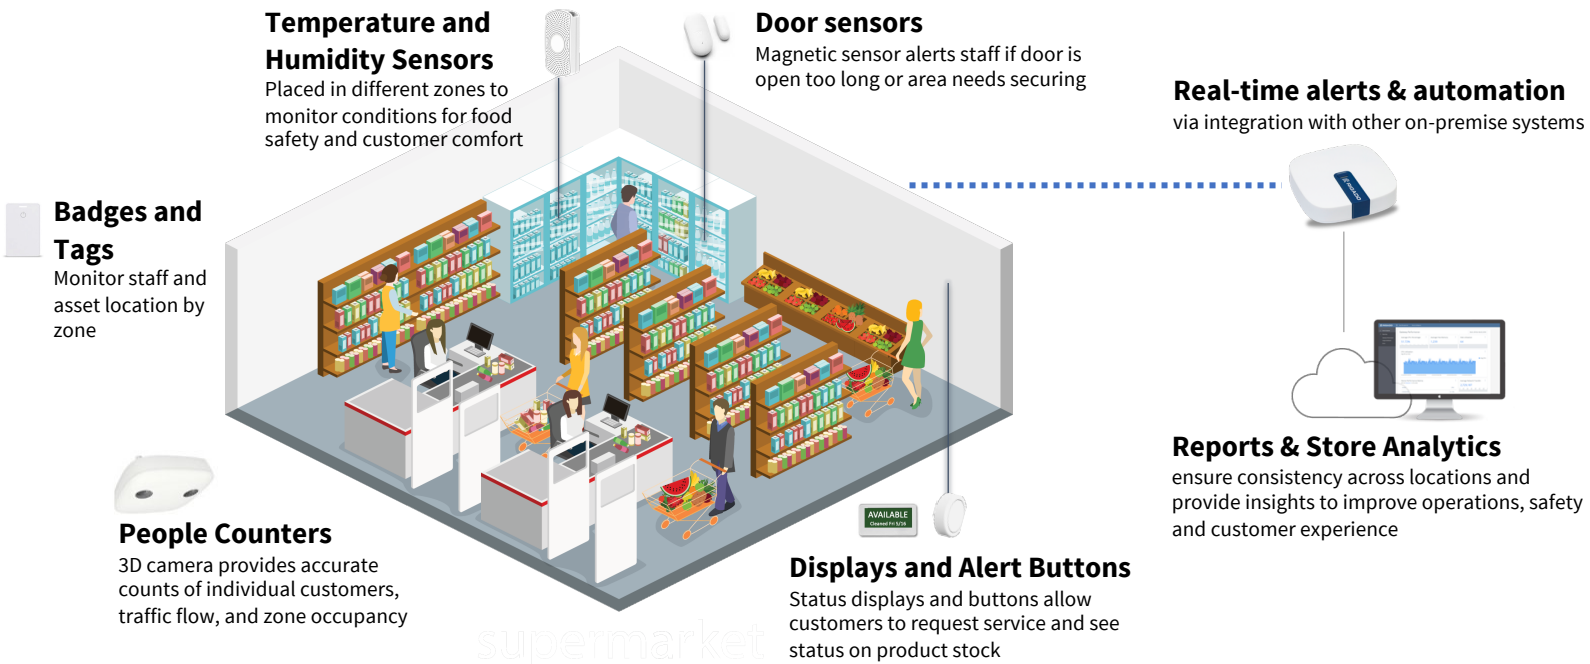 Temperature and
Humidity Sensors
Placed in different zones to
monitor conditions for food
safety and customer comfort
Door sensors
Magnetic sensor alerts staff if door is
open too long or area needs securing
Real-time alerts & automation
via integration with other on-premise systems
Badges and
Tags
Monitor staff and
asset location by
zone
People Counters
3D camera provides accurate
counts of individual customers,
traffic flow, and zone occupancy
AVAILABLE
Cleaned Fri 5/16
Displays and Alert Buttons
Status displays and buttons allow
customers to request service and see
status on product stock
Reports & Store Analytics
ensure consistency across locations and
provide insights to improve operations, safety
and customer experience
supermarket